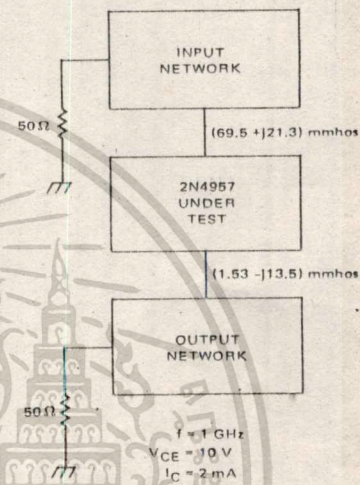 INPUT
NETWORK
50Ω
(69.5 +j21.3) mmhos
2N4957
UNDER
TEST
(1.53 -j13.5) mmhos
OUTPUT
NETWORK
50Ω
f = 1 GHz
VCE = 10 V
IC = 2 mA